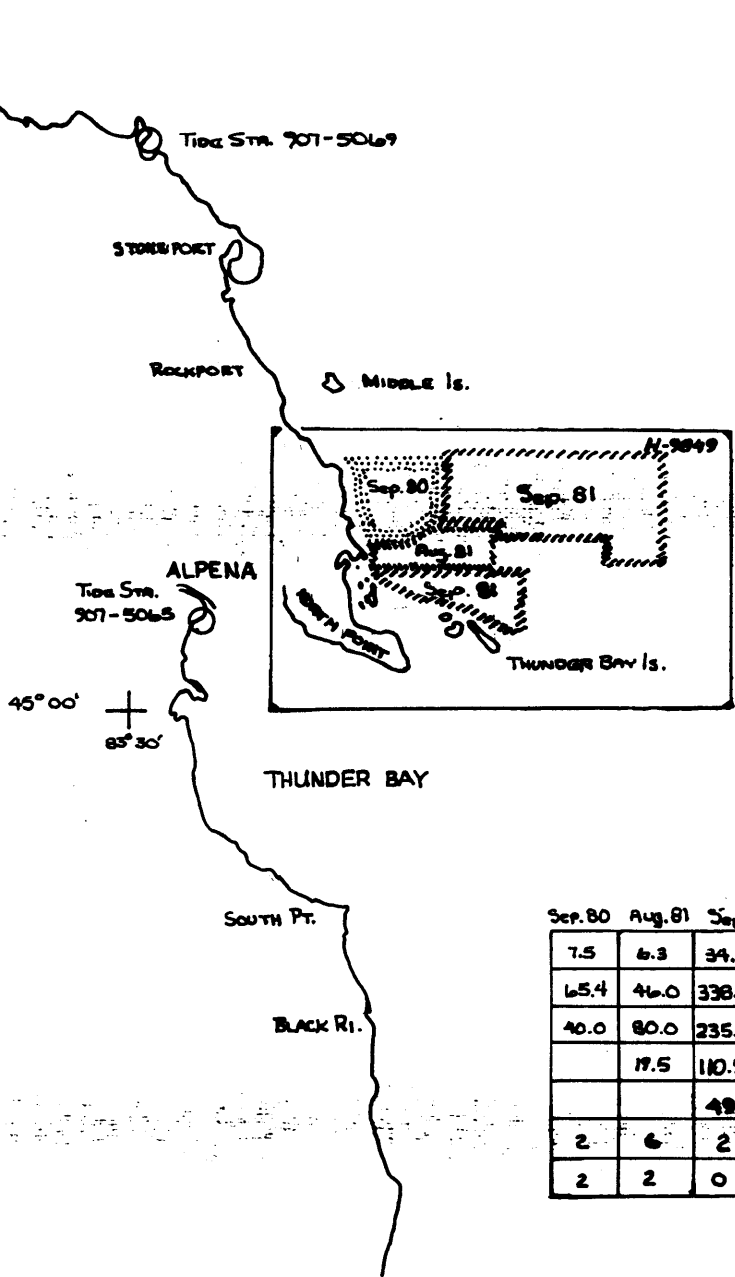 TIDE STA. 907-5069
STONEPORT
ROCKPORT
MIDDLE IS.
H-9849
Sep. 80
Sep. 81
Aug. 81
Sep. 81
ALPENA
TIDE STA.
907-5065
NORTH POINT
THUNDER BAY IS.
45°00'
83°30'
THUNDER BAY
SOUTH PT.
BLACK RI.
Sep. 80 Aug. 81
7.5 6.3 34.
65.4 46.0 338.
40.0 80.0 235.
110.
49
2 6 2
2 2 0